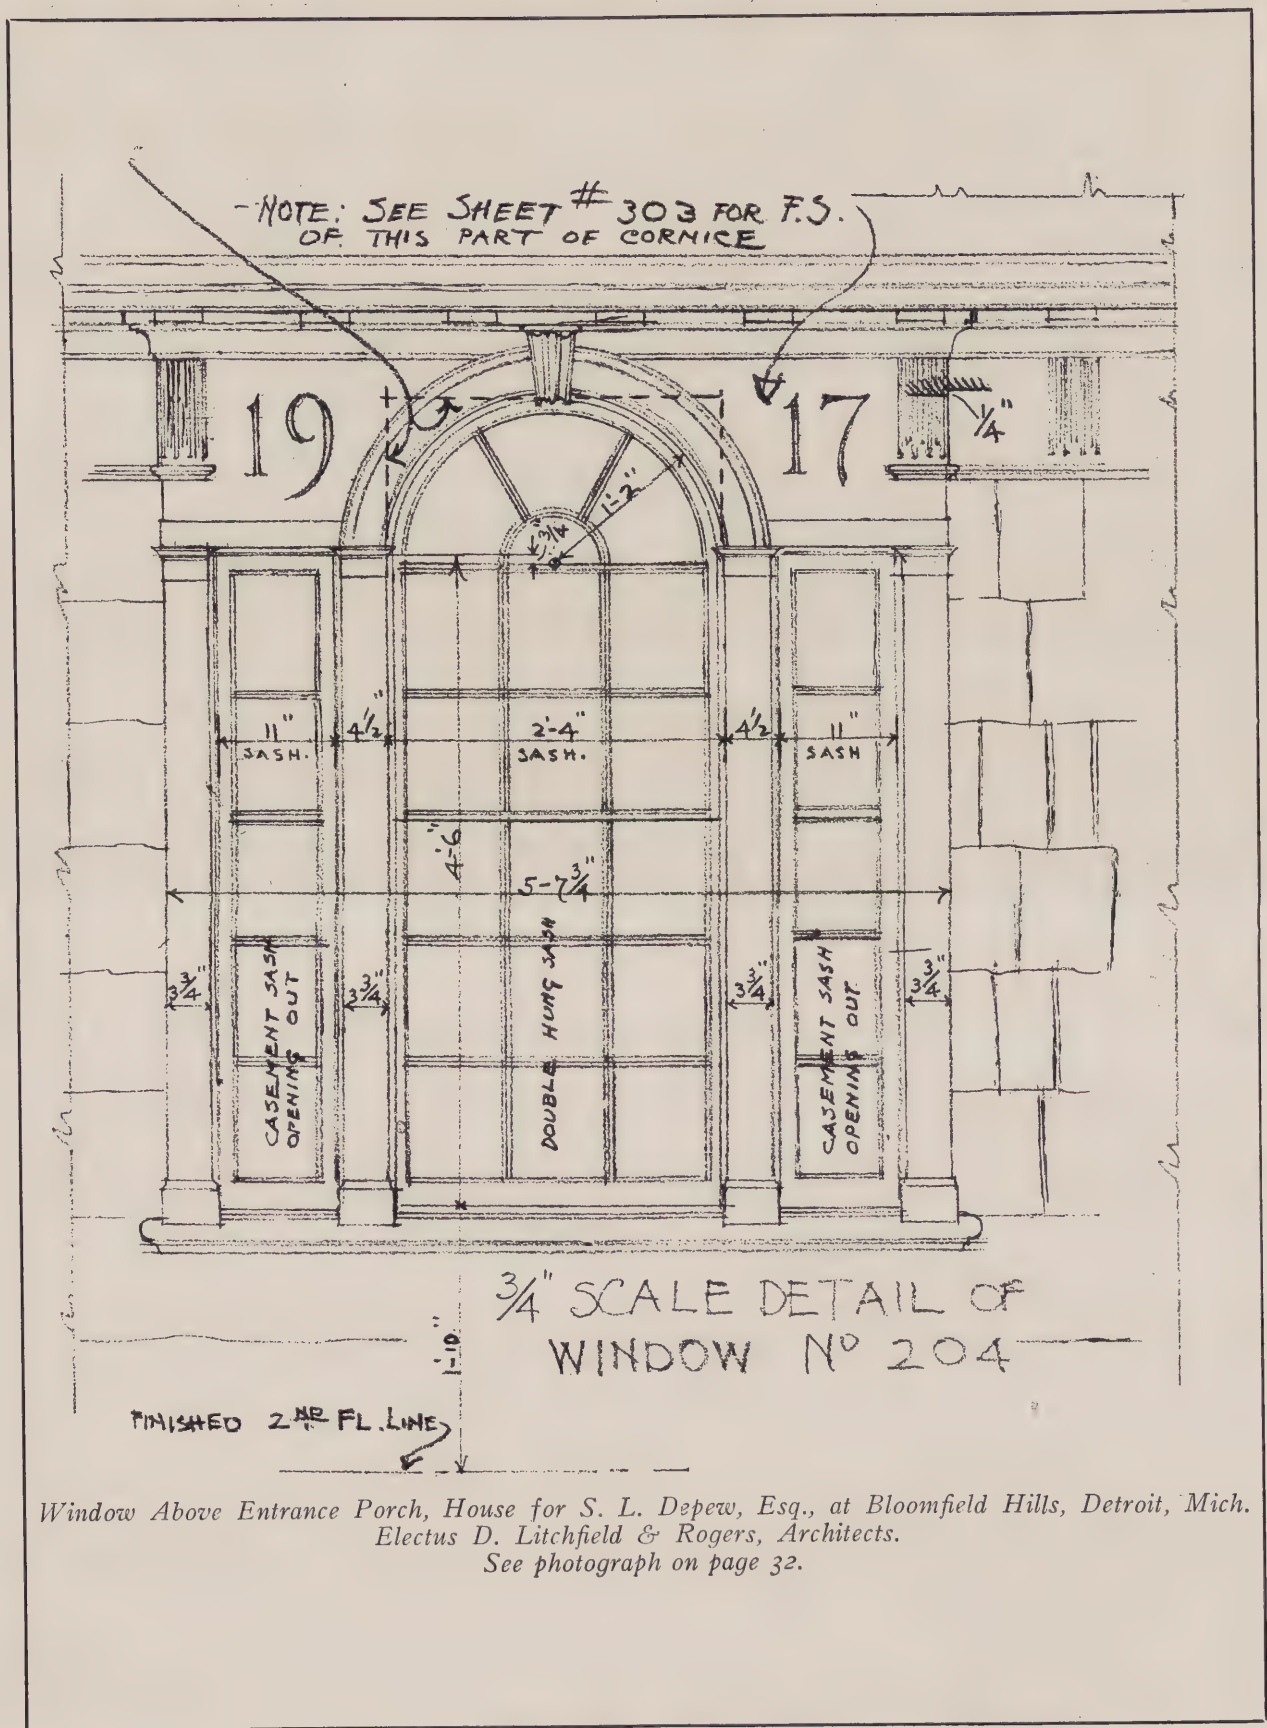 NOTE: SEE SHEET # 303 FOR F.S.
OF THIS PART OF CORNICE
19
17
1/4"
1'-2"
3/4"
11"
SASH.
4 1/2
2'-4"
SASH.
4 1/2
11"
SASH
4'-6"
5-7 3/4"
3 3/4"
3 3/4"
3 3/4"
3 3/4"
CASEMENT SASH
OPENING OUT
DOUBLE HUNG SASH
CASEMENT SASH
OPENING OUT
3/4" SCALE DETAIL OF
WINDOW No 204
1'-10"
FINISHED 2ND FL. LINE
Window Above Entrance Porch, House for S. L. Depew, Esq., at Bloomfield Hills, Detroit, Mich.
Electus D. Litchfield & Rogers, Architects.
See photograph on page 32.